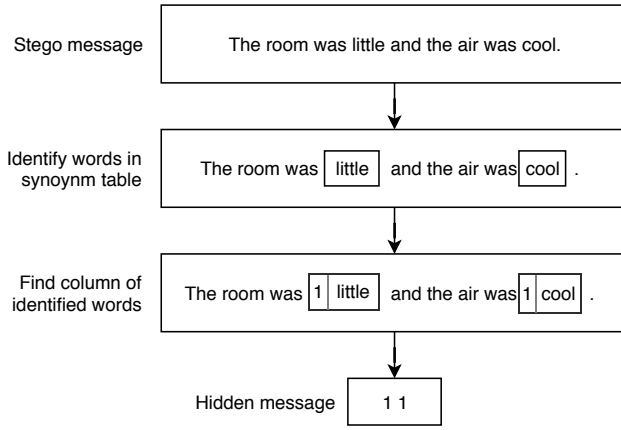 Stego message
The room was little and the air was cool.
Identify words in
synoynm table
The room was little and the air was cool .
Find column of
identified words
The room was 1 little and the air was 1 cool .
Hidden message
1 1